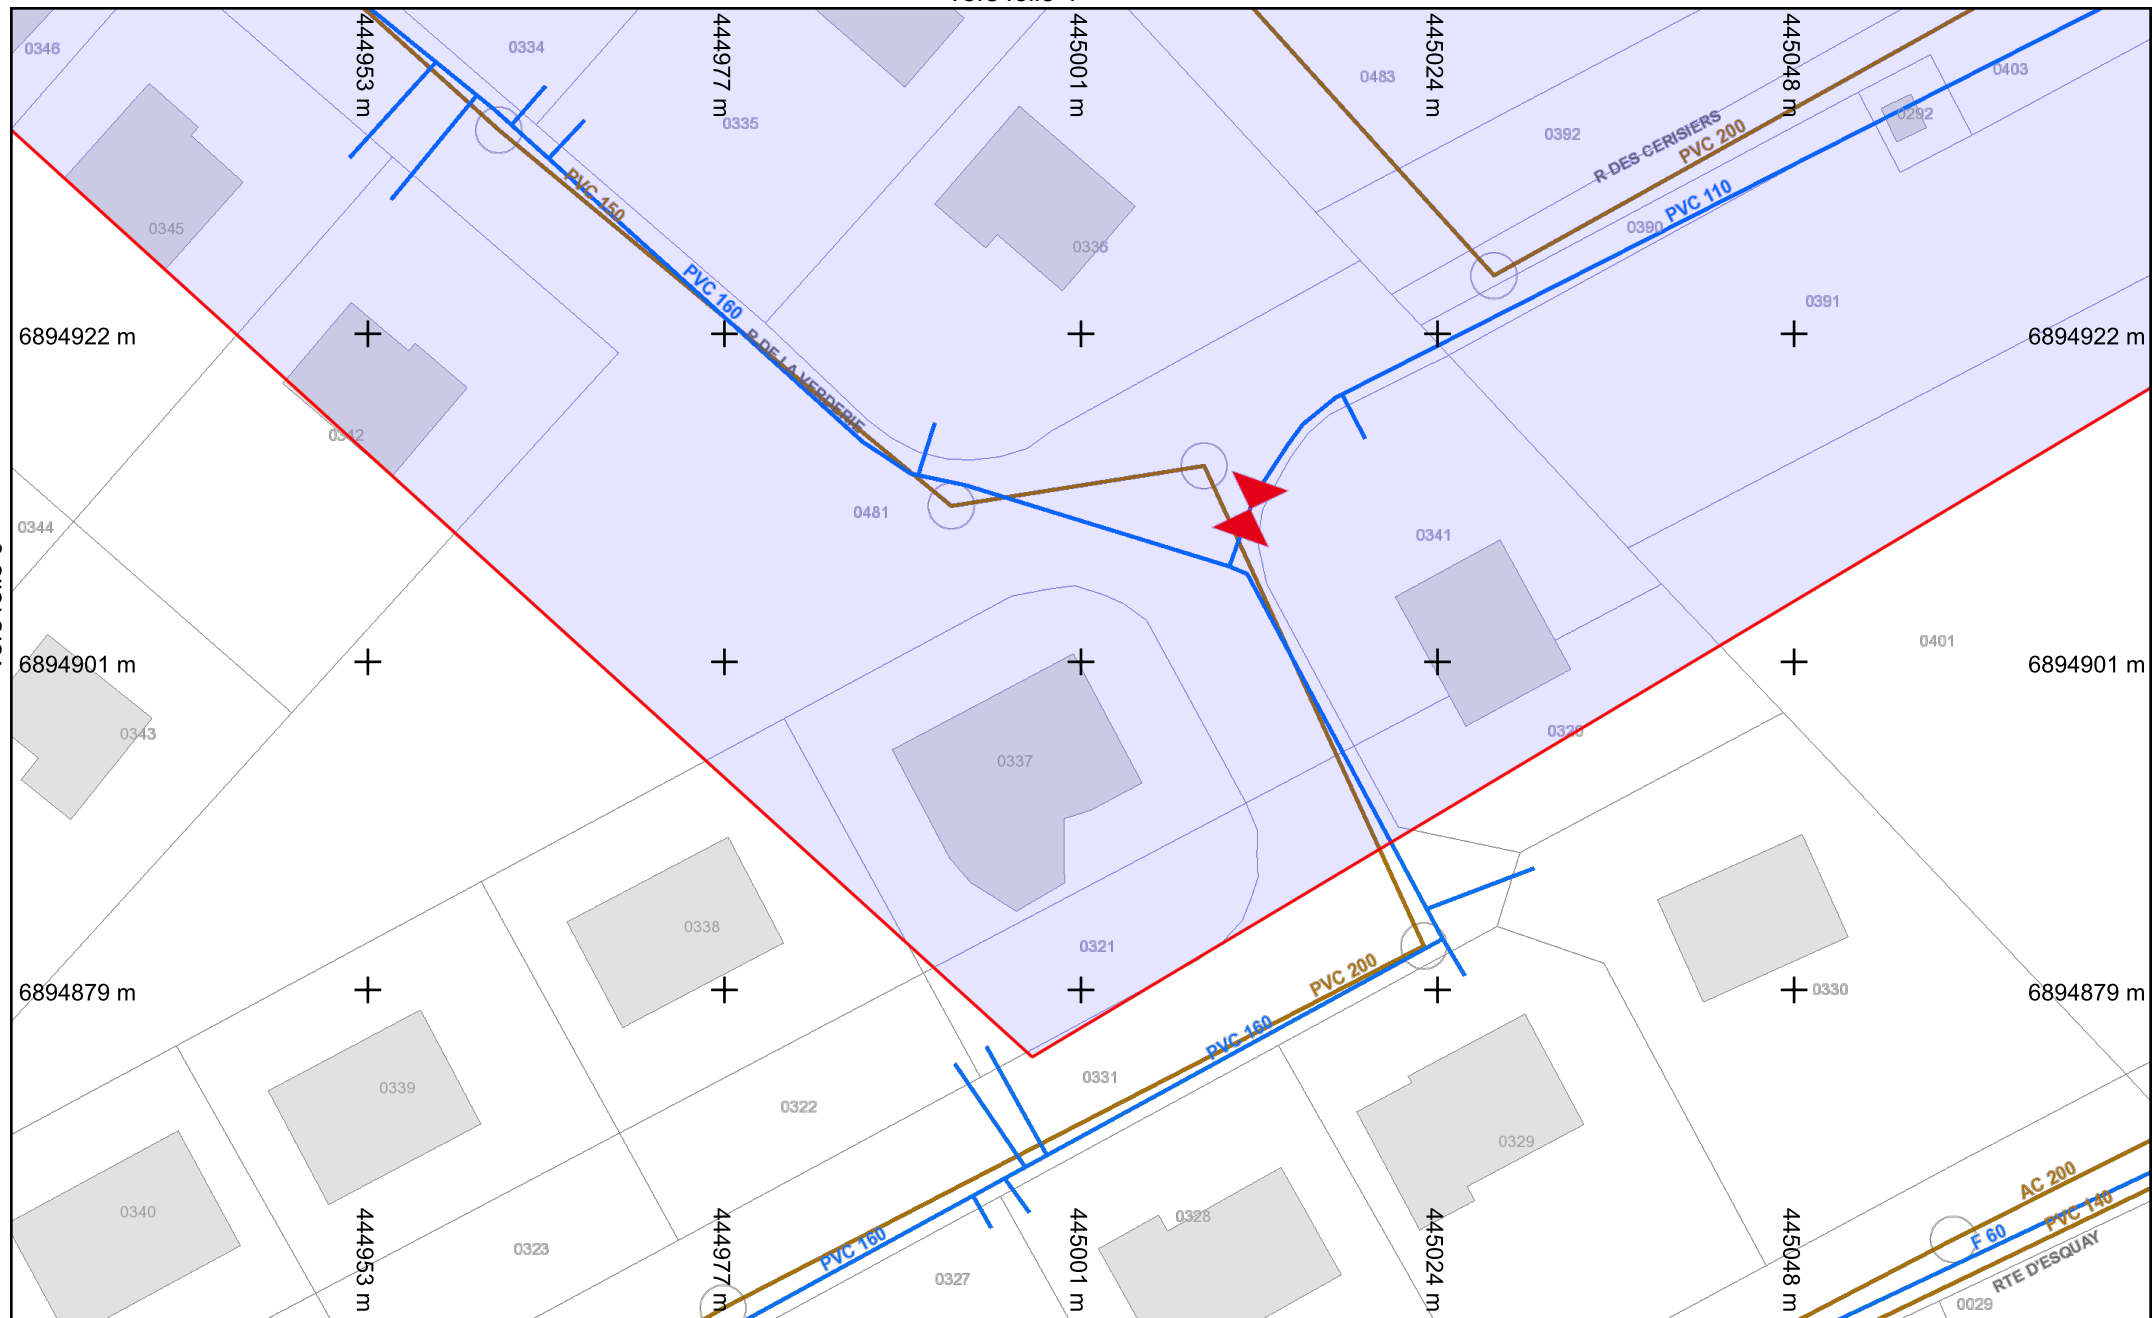 0346
0334
0335
0345
0336
0483
0392
0403
0292
444953 m
444977 m
445001 m
445024 m
445048 m
R DES CERISIERS
PVC 200
PVC 110
0390
0391
PVC 150
PVC 160
R DE LA VERDERIE
6894922 m
6894922 m
0342
0344
0481
0341
0401
6894901 m
6894901 m
0343
0337
0338
0321
6894879 m
6894879 m
PVC 200
PVC 160
0330
0331
0339
0322
0329
0340
0323
0328
0327
PVC 160
AC 200
PVC 140
F 60
RTE D'ESQUAY
0029
444953 m
444977 m
445001 m
445024 m
445048 m